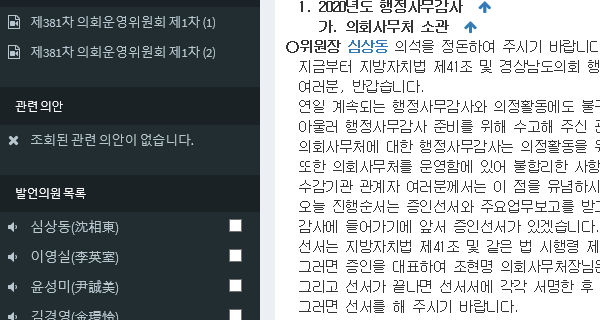 제381차 의회운영위원회 제1차 (1)
제381차 의회운영위원회 제1차 (2)
관련 의안
조회된 관련 의안이 없습니다.
발언의원 목록
심상동(沈相東)
이영실(李英室)
윤성미(尹誠美)
김경영(金環怜)
1. 2020년도 행정사무감사
가. 의회사무처 소관
○위원장 심상동 의석을 정돈하여 주시기 바랍니다
지금부터 지방자치법 제41조 및 경상남도의회 행
여러분, 반갑습니다.
연일 계속되는 행정사무감사와 의정활동에도 불구
아울러 행정사무감사 준비를 위해 수고해 주신
의회사무처에 대한 행정사무감사는 의정활동을
또한 의회사무처를 운영함에 있어 불합리한 사항
수감기관 관계자 여러분께서는 이 점을 유념하시
오늘 진행순서는 증인선서와 주요업무보고를 받고
감사에 들어가기에 앞서 증인선서가 있겠습니다.
선서는 지방자치법 제41조 및 같은 법 시행령 제
그러면 증인을 대표하여 조현명 의회사무처장님은
그리고 선서가 끝나면 선서서에 각각 서명한 후
그러면 선서를 해 주시기 바랍니다.